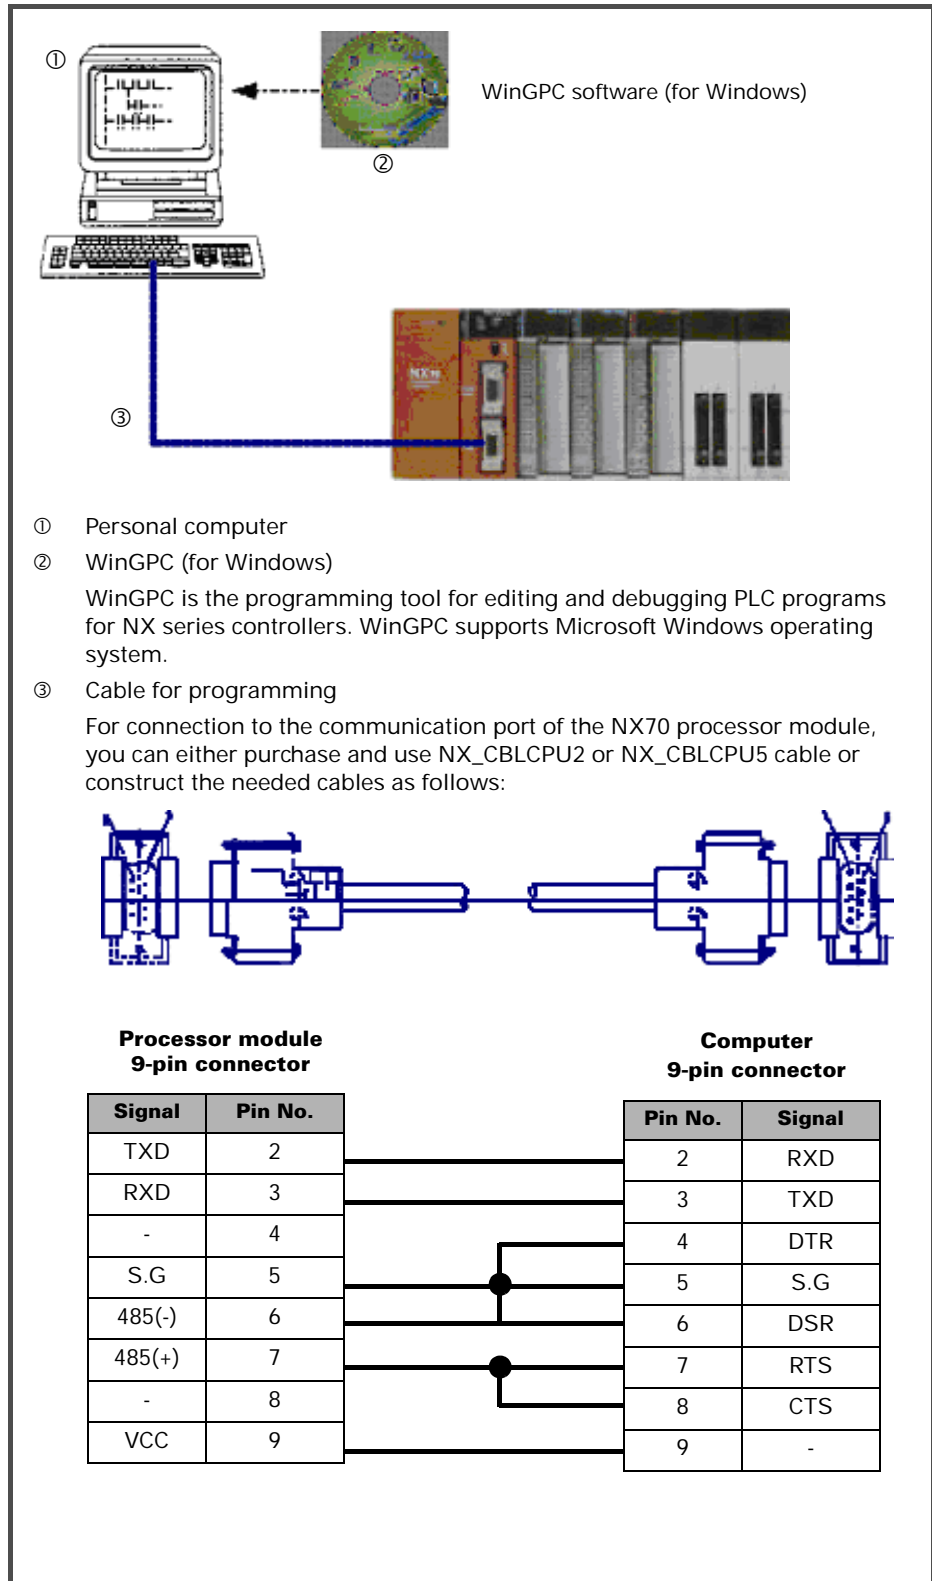 ①
WinGPC software (for Windows)
②
NX70
③
① Personal computer
② WinGPC (for Windows)
WinGPC is the programming tool for editing and debugging PLC programs
for NX series controllers. WinGPC supports Microsoft Windows operating
system.
③ Cable for programming
For connection to the communication port of the NX70 processor module,
you can either purchase and use NX_CBLCPU2 or NX_CBLCPU5 cable or
construct the needed cables as follows:
Processor module
9-pin connector
Computer
9-pin connector
Signal Pin No.
TXD 2
RXD 3
- 4
S.G 5
485(-) 6
485(+) 7
- 8
VCC 9
Pin No. Signal
2 RXD
3 TXD
4 DTR
5 S.G
6 DSR
7 RTS
8 CTS
9 -